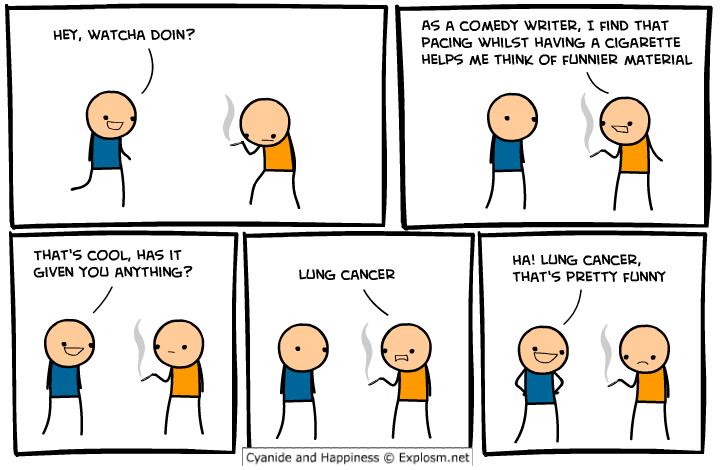 HEY, WATCHA DOIN?
AS A COMEDY WRITER, I FIND THAT
PACING WHILST HAVING A CIGARETTE
HELPS ME THINK OF FUNNIER MATERIAL
THAT'S COOL, HAS IT
GIVEN YOU ANYTHING?
LUNG CANCER
HA! LUNG CANCER,
THAT'S PRETTY FUNNY
Cyanide and Happiness © Explosm.net